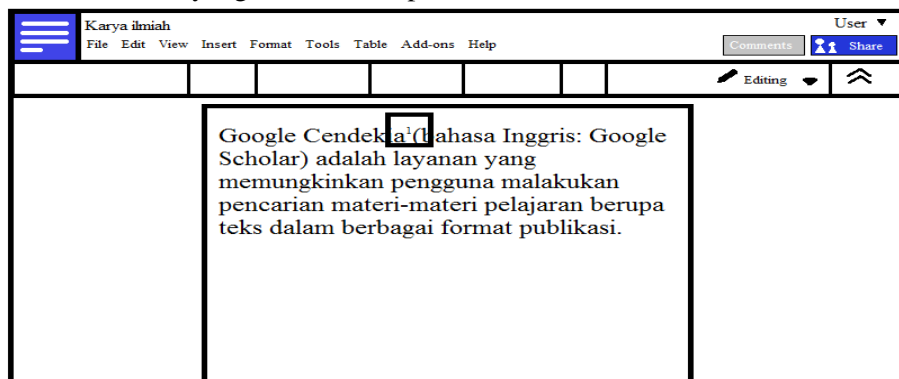 Karya ilmiah
User ▼
File Edit View Insert Format Tools Table Add-ons Help
Comments
Share
Editing
Google Cendekia¹(bahasa Inggris: Google
Scholar) adalah layanan yang
memungkinkan pengguna malakukan
pencarian materi-materi pelajaran berupa
teks dalam berbagai format publikasi.